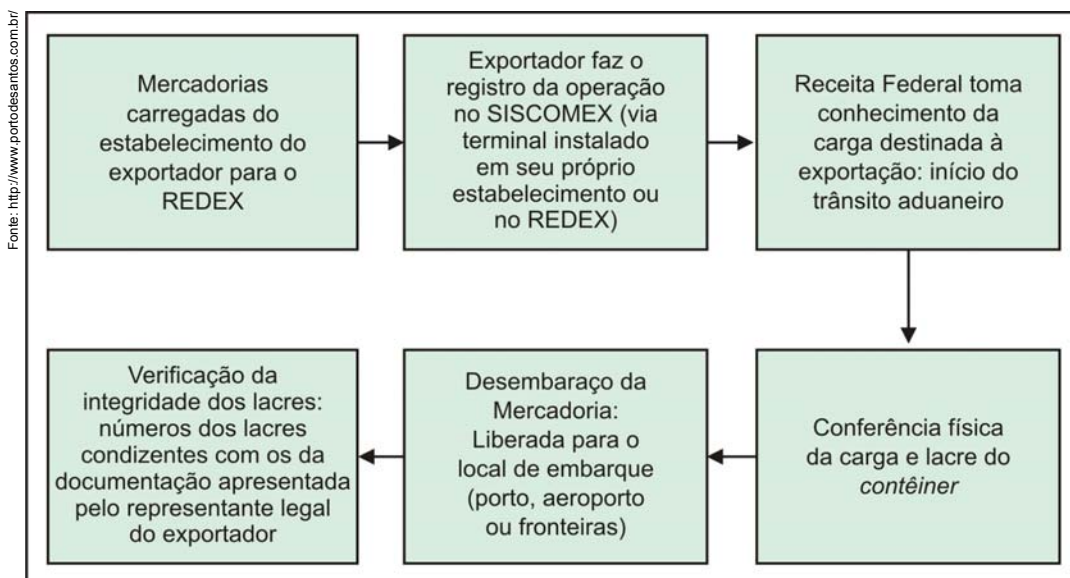 Fonte: http://www.portodesantos.com.br/
Mercadorias
carregadas do
estabelecimento do
exportador para o
REDEX
Exportador faz o
registro da operação
no SISCOMEX (via
terminal instalado
em seu próprio
estabelecimento ou
no REDEX)
Receita Federal toma
conhecimento da
carga destinada à
exportação: início do
trânsito aduaneiro
Conferência física
da carga e lacre do
contêiner
Desembaraço da
Mercadoria:
Liberada para o
local de embarque
(porto, aeroporto
ou fronteiras)
Verificação da
integridade dos lacres:
números dos lacres
condizentes com os da
documentação apresentada
pelo representante legal
do exportador